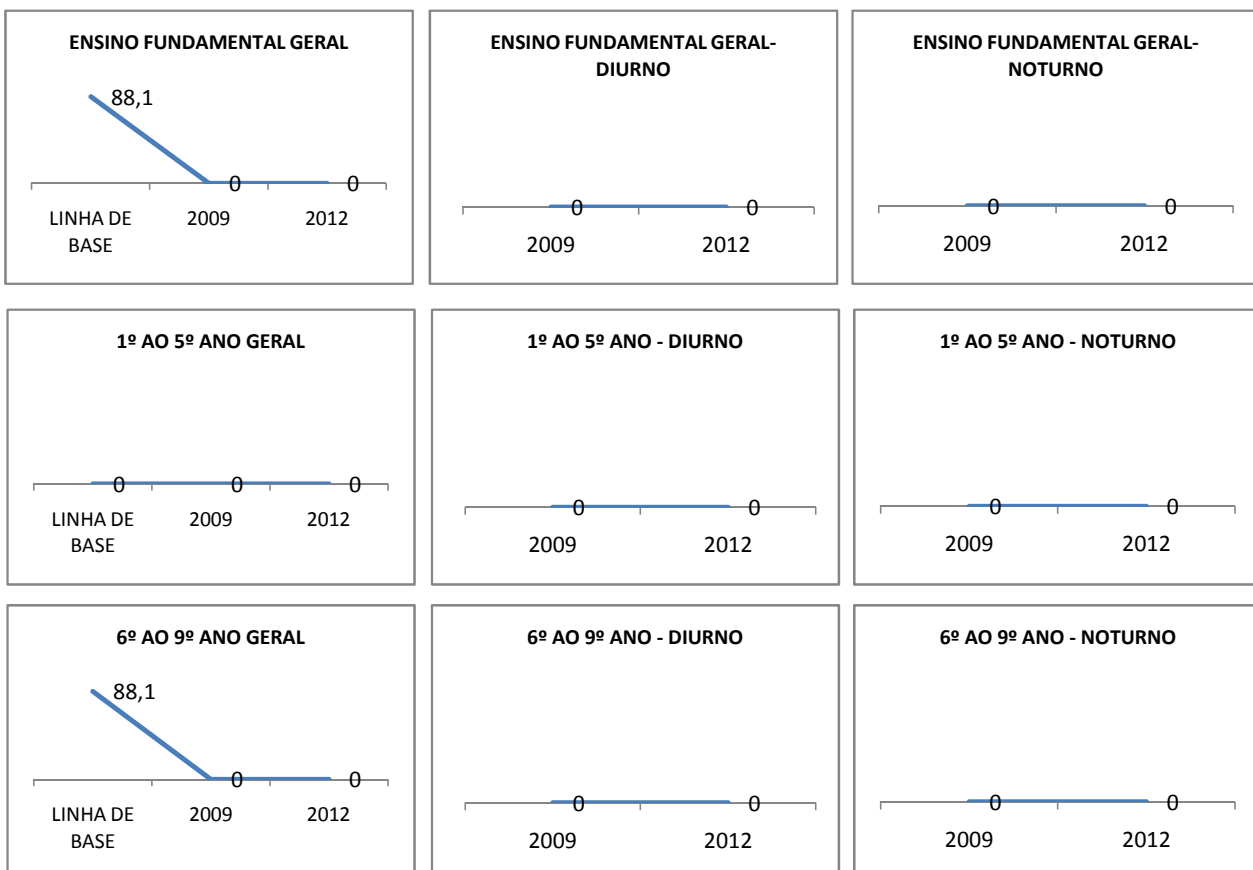 ENSINO FUNDAMENTAL GERAL
88,1
0
0
LINHA DE
BASE
2009
2012
ENSINO FUNDAMENTAL GERAL-
DIURNO
0
0
2009
2012
ENSINO FUNDAMENTAL GERAL-
NOTURNO
0
0
2009
2012
1º AO 5º ANO GERAL
0
0
0
LINHA DE
BASE
2009
2012
1º AO 5º ANO - DIURNO
0
0
2009
2012
1º AO 5º ANO - NOTURNO
0
0
2009
2012
6º AO 9º ANO GERAL
88,1
0
0
LINHA DE
BASE
2009
2012
6º AO 9º ANO - DIURNO
0
0
2009
2012
6º AO 9º ANO - NOTURNO
0
0
2009
2012